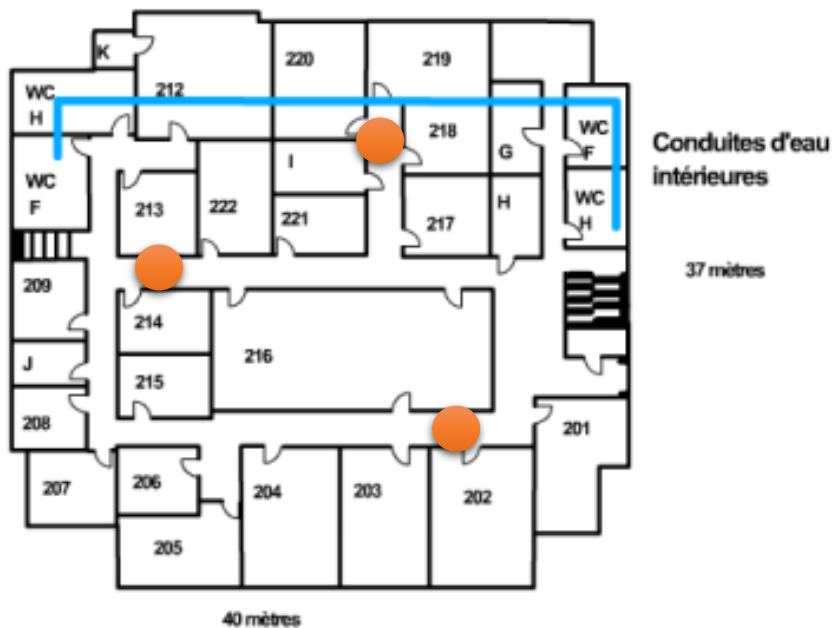 K
220
219
WC
H
212
218
WC
F
Conduites d'eau
intérieures
I
G
WC
F
213
222
221
217
H
WC
H
37 mètres
209
214
216
J
215
208
201
207
206
204
203
202
205
40 mètres